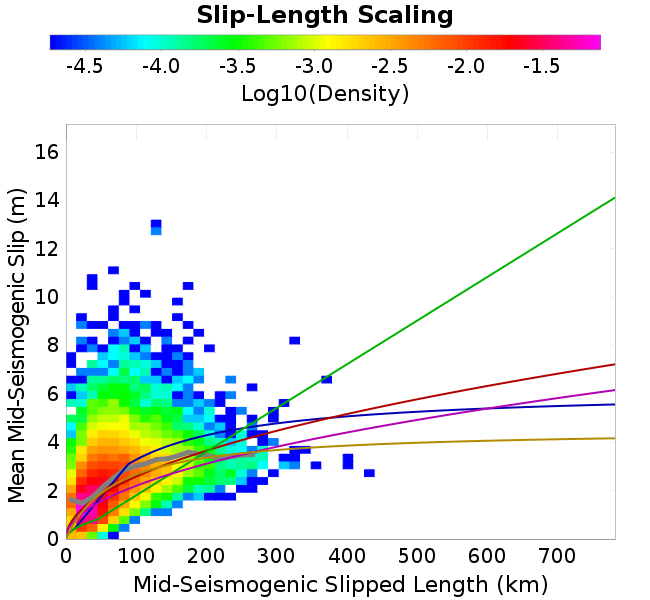 Slip-Length Scaling
-4.5 -4.0 -3.5 -3.0 -2.5 -2.0 -1.5
Log10(Density)
Mean Mid-Seismogenic Slip (m)
16
14
12
10
8
6
4
2
0
0 100 200 300 400 500 600 700
Mid-Seismogenic Slipped Length (km)